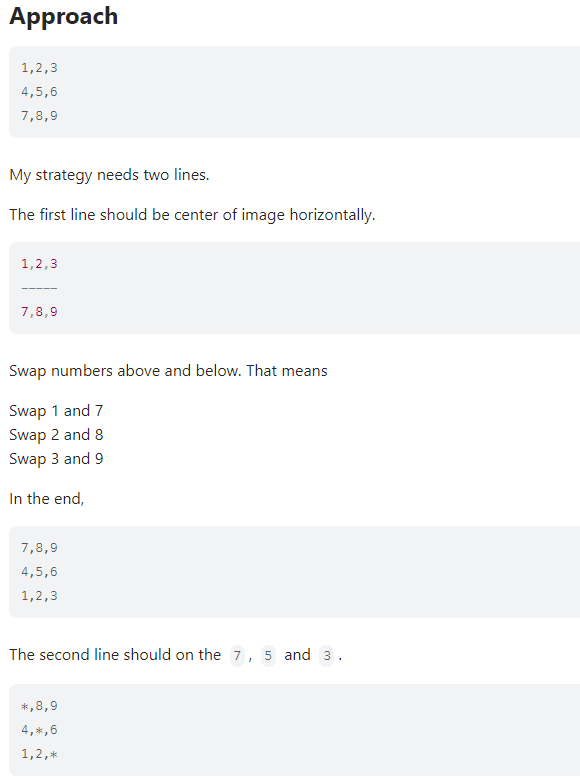 Approach
1,2,3
4,5,6
7,8,9
My strategy needs two lines.
The first line should be center of image horizontally.
1,2,3
-----
7,8,9
Swap numbers above and below. That means
Swap 1 and 7
Swap 2 and 8
Swap 3 and 9
In the end,
7,8,9
4,5,6
1,2,3
The second line should on the 7, 5 and 3.
*,8,9
4,*,6
1,2,*